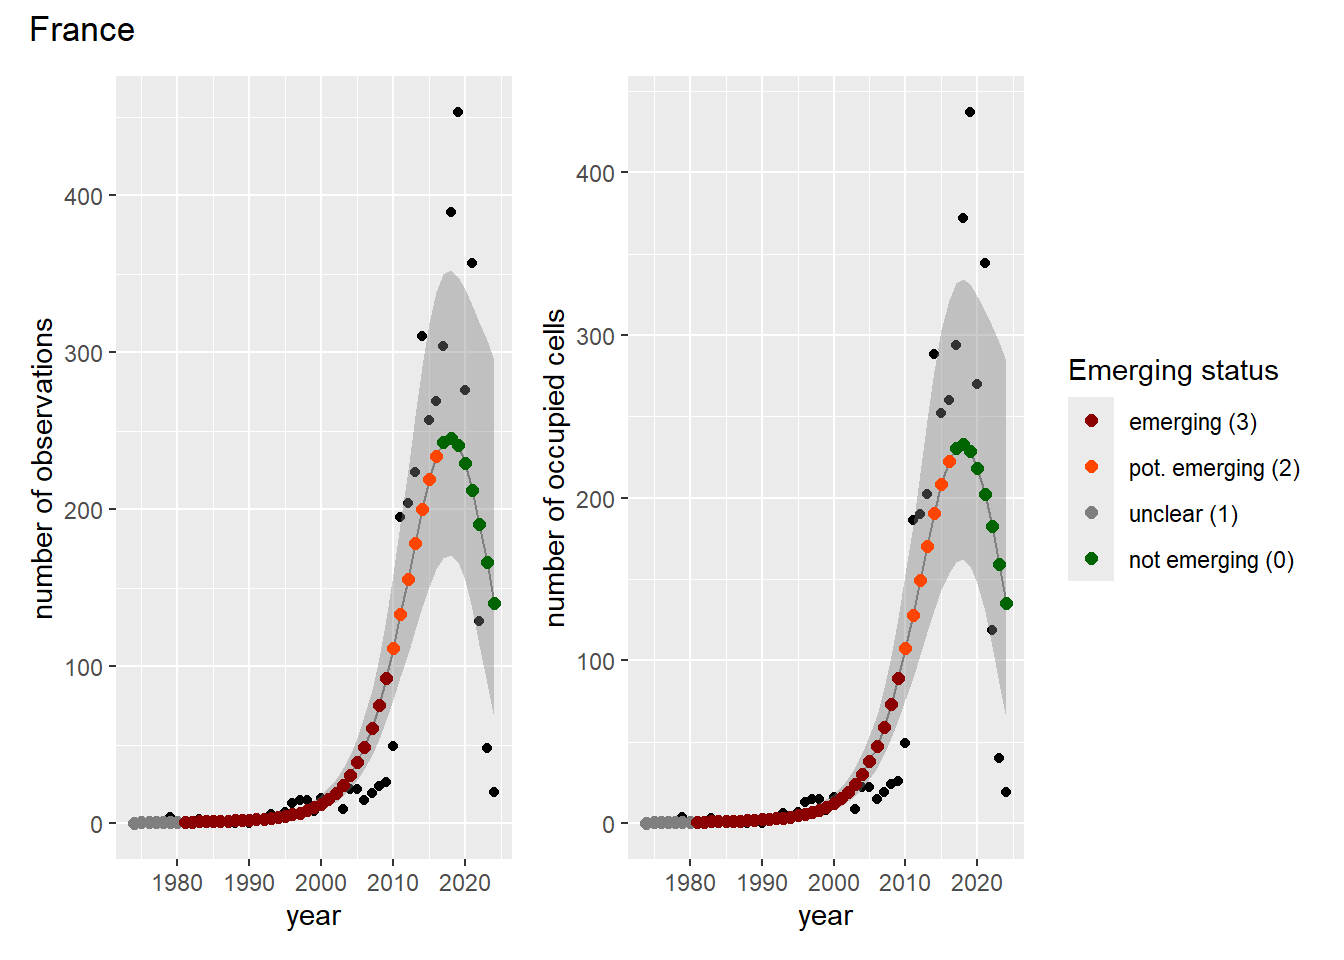 France
number of observations
400
300
200
100
0
1980 1990 2000 2010 2020
year
number of occupied cells
400
300
200
100
0
1980 1990 2000 2010 2020
year
Emerging status
emerging (3)
pot. emerging (2)
unclear (1)
not emerging (0)